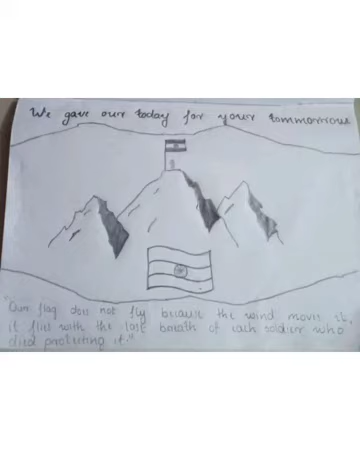 We gave our today for your tommorrow
"Our flag does not fly because the wind moves it,
it flies with the last breath of each soldier who
died protecting it."